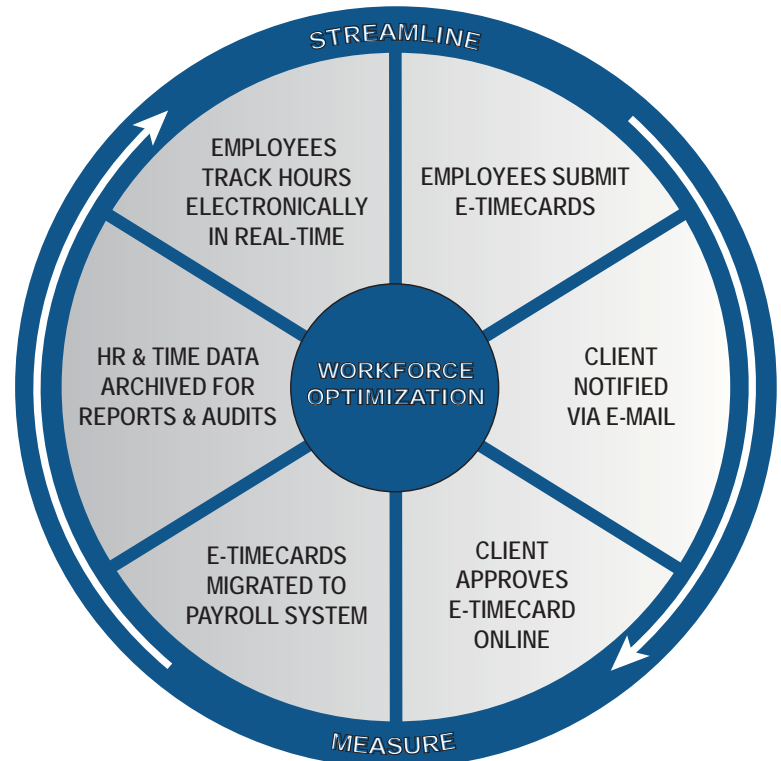 STREAMLINE
EMPLOYEES
TRACK HOURS
ELECTRONICALLY
IN REAL-TIME
EMPLOYEES SUBMIT
E-TIMECARDS
CLIENT
NOTIFIED
VIA E-MAIL
CLIENT
APPROVES
E-TIMECARD
ONLINE
E-TIMECARDS
MIGRATED TO
PAYROLL SYSTEM
HR & TIME DATA
ARCHIVED FOR
REPORTS & AUDITS
WORKFORCE
OPTIMIZATION
MEASURE